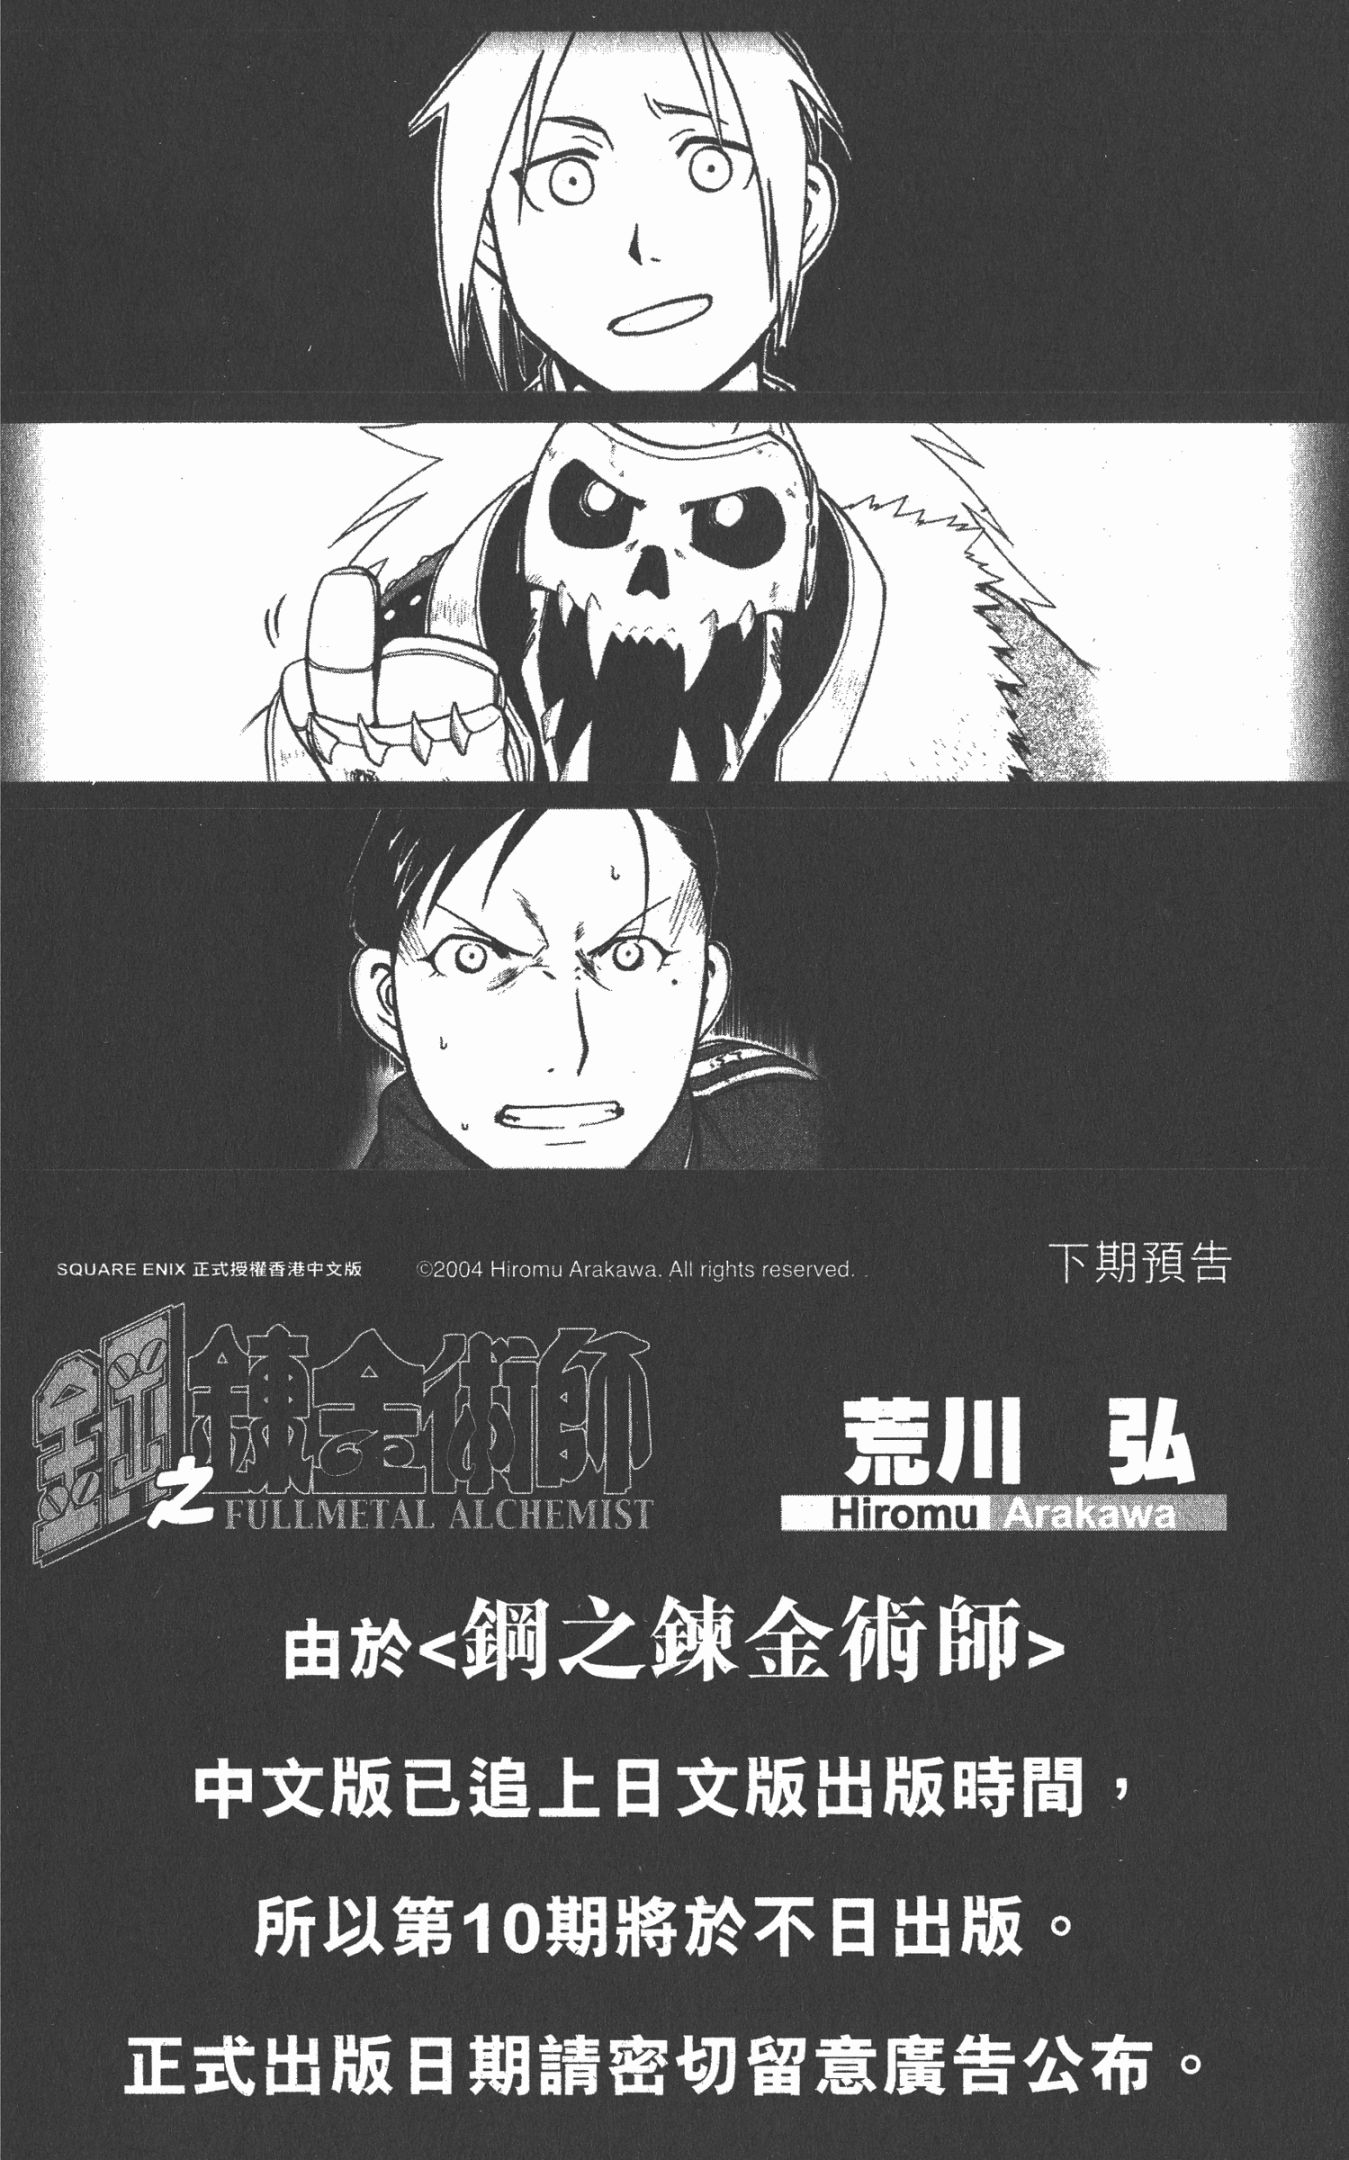 SQUARE ENIX 正式授權香港中文版
©2004 Hiromu Arakawa. All rights reserved.
下期預告
鋼之鍊金術師
FULLMETAL ALCHEMIST
荒川 弘
Hiromu Arakawa
由於<鋼之鍊金術師>
中文版已追上日文版出版時間，
所以第10期將於不日出版。
正式出版日期請密切留意廣告公布。